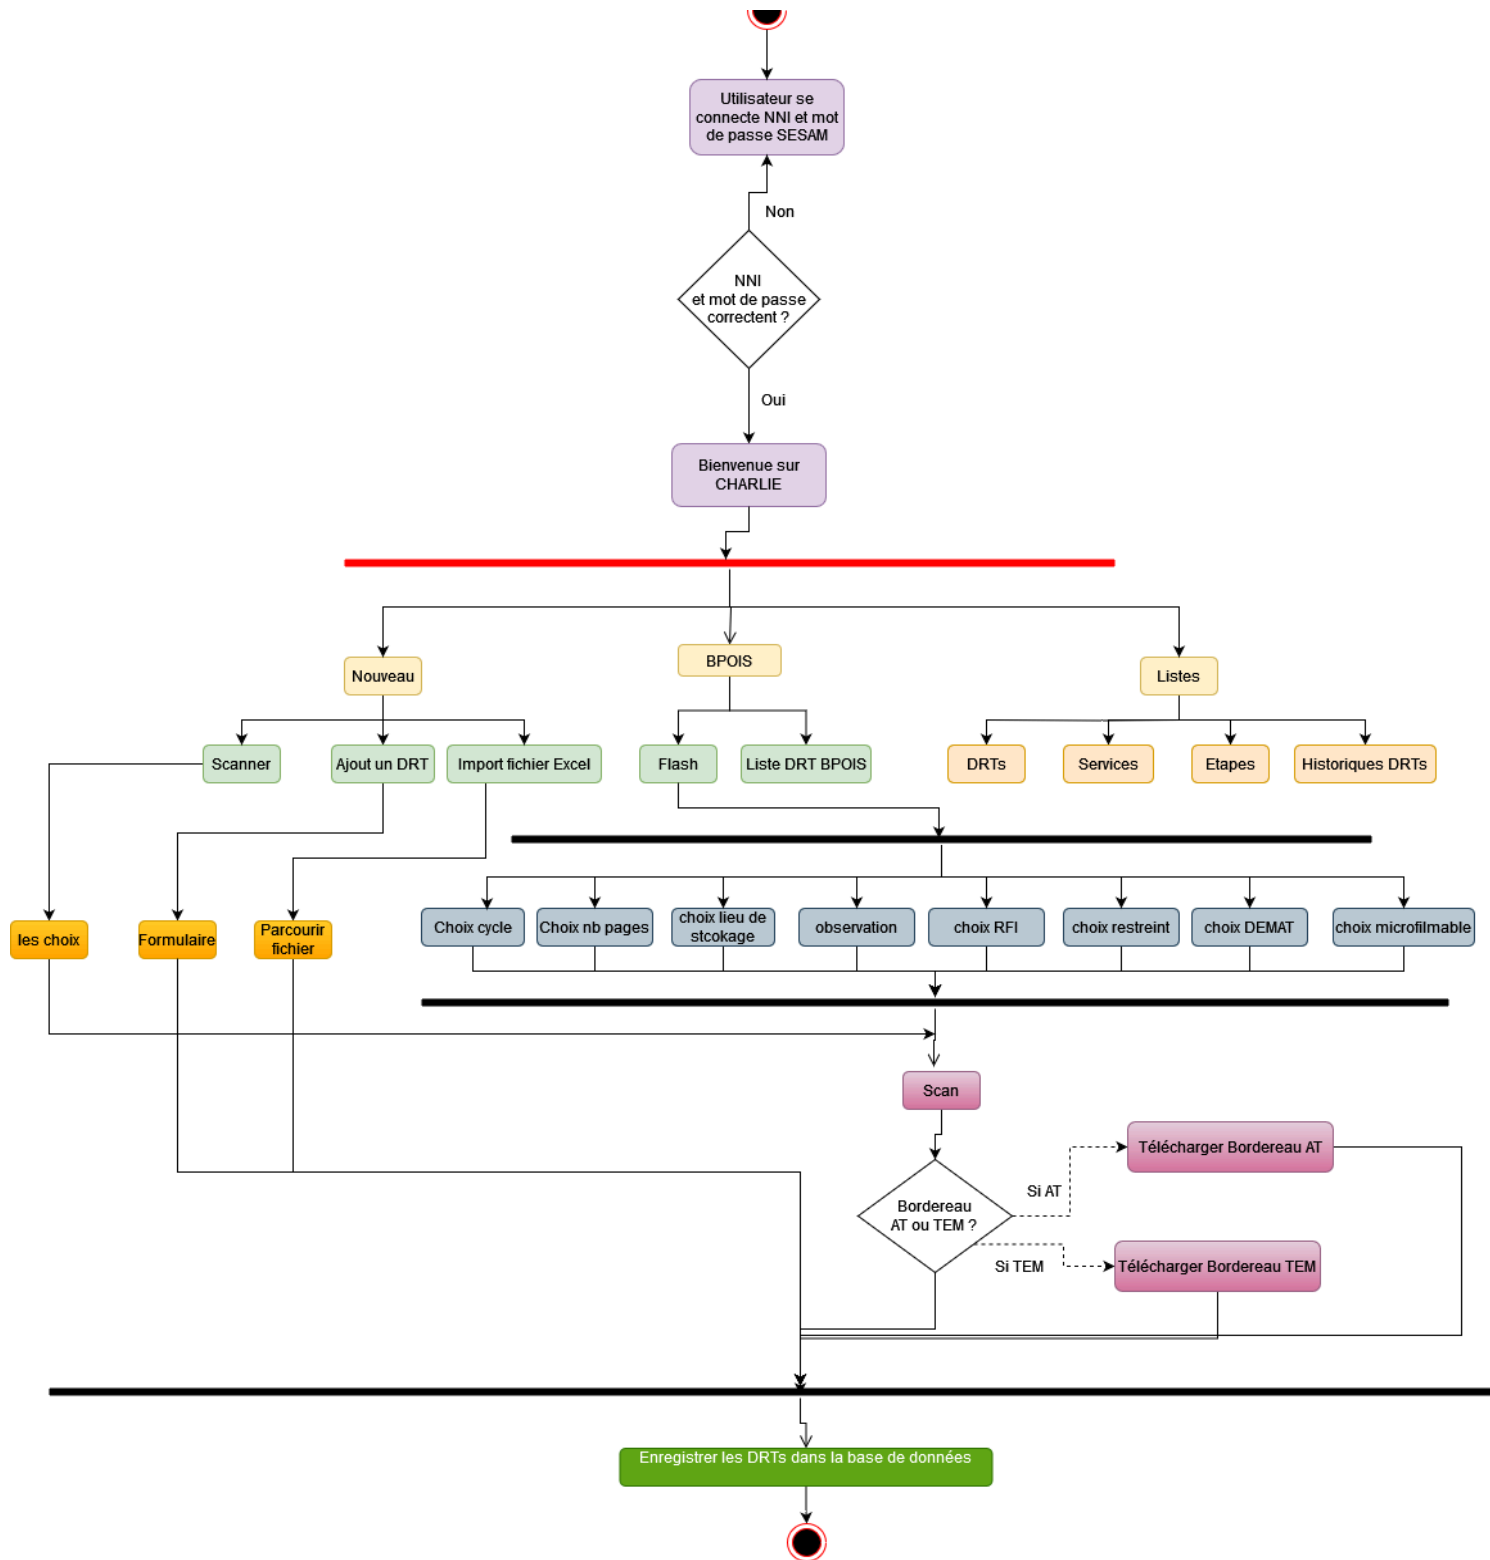 Utilisateur se
connecte NNI et mot
de passe SESAM
Non
NNI
et mot de passe
correctent ?
Oui
Bienvenue sur
CHARLIE
Nouveau
BPOIS
Listes
Scanner
Ajout un DRT
Import fichier Excel
Flash
Liste DRT BPOIS
DRTs
Services
Etapes
Historiques DRTs
les choix
Formulaire
Parcourir
fichier
Choix cycle
Choix nb pages
choix lieu de
stcokage
observation
choix RFI
choix restreint
choix DEMAT
choix microfilmable
Scan
Bordereau
AT ou TEM ?
Si AT
Télécharger Bordereau AT
Si TEM
Télécharger Bordereau TEM
Enregistrer les DRTs dans la base de données